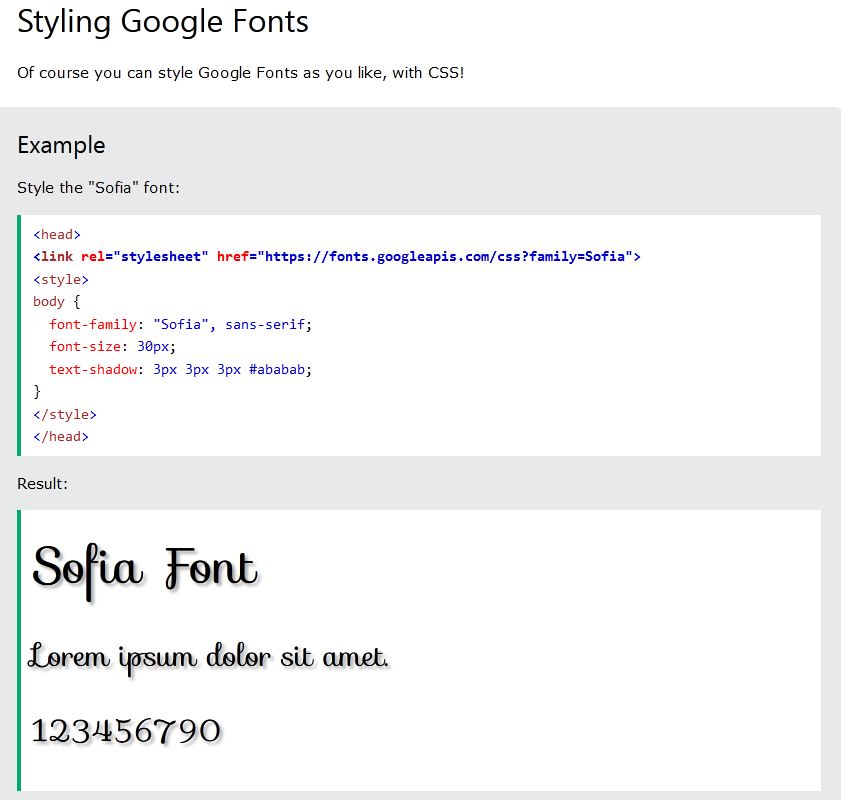 Styling Google Fonts
Of course you can style Google Fonts as you like, with CSS!
Example
Style the "Sofia" font:
<head>
<link rel="stylesheet" href="https://fonts.googleapis.com/css?family=Sofia">
<style>
body {
  font-family: "Sofia", sans-serif;
  font-size: 30px;
  text-shadow: 3px 3px 3px #ababab;
}
</style>
</head>
Result:
Sofia Font
Lorem ipsum dolor sit amet.
123456790